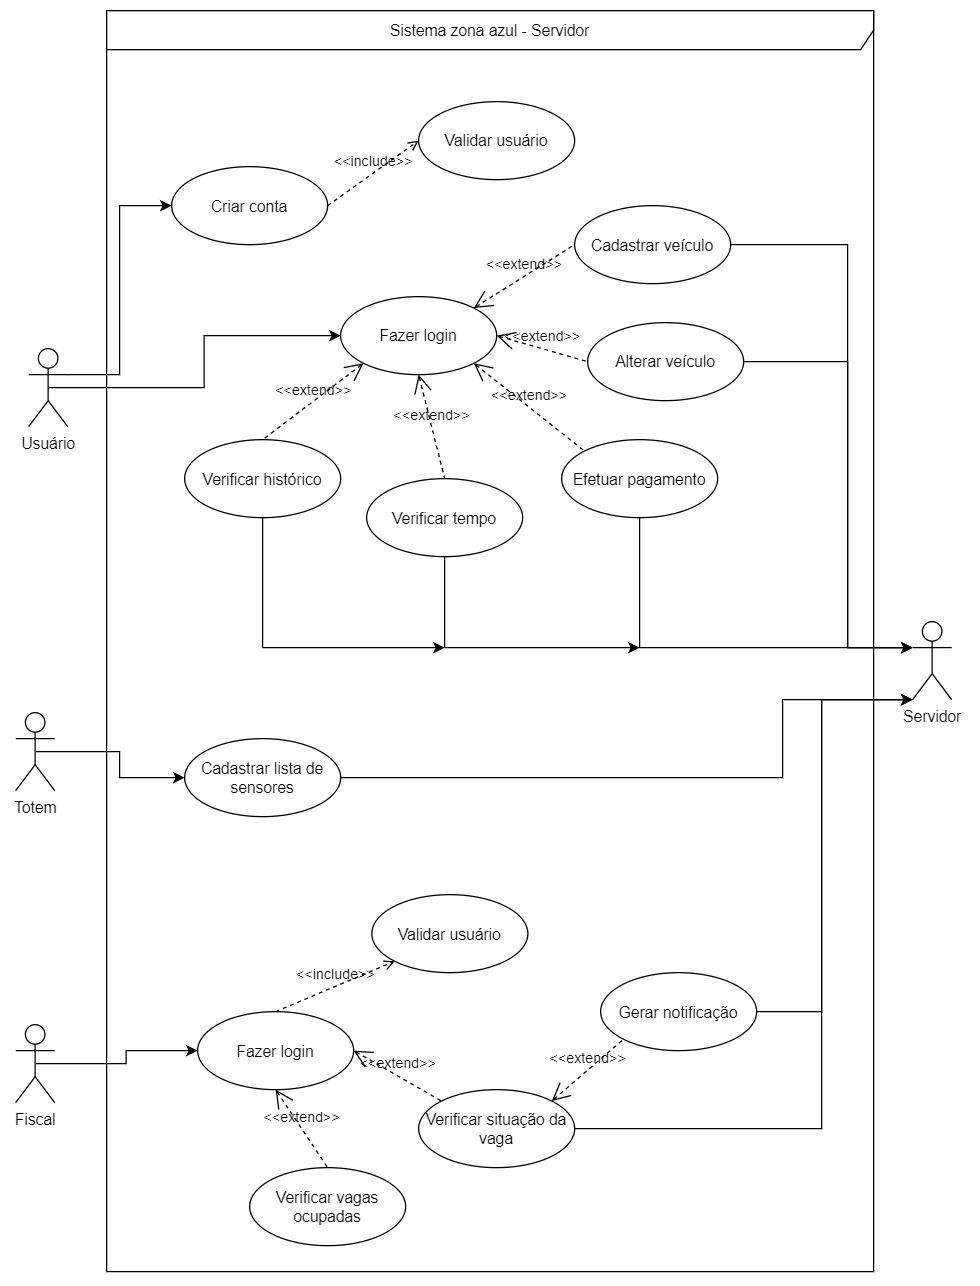 Sistema zona azul - Servidor
Validar usuário
<<include>>
Criar conta
Cadastrar veículo
<<extend>>
Fazer login
<<extend>>
Alterar veículo
<<extend>>
<<extend>>
<<extend>>
Usuário
Verificar histórico
Efetuar pagamento
Verificar tempo
Servidor
Cadastrar lista de
sensores
Totem
Validar usuário
<<include>>
Gerar notificação
Fazer login
<<extend>>
<<extend>>
Fiscal
<<extend>>
Verificar situação da
vaga
Verificar vagas
ocupadas